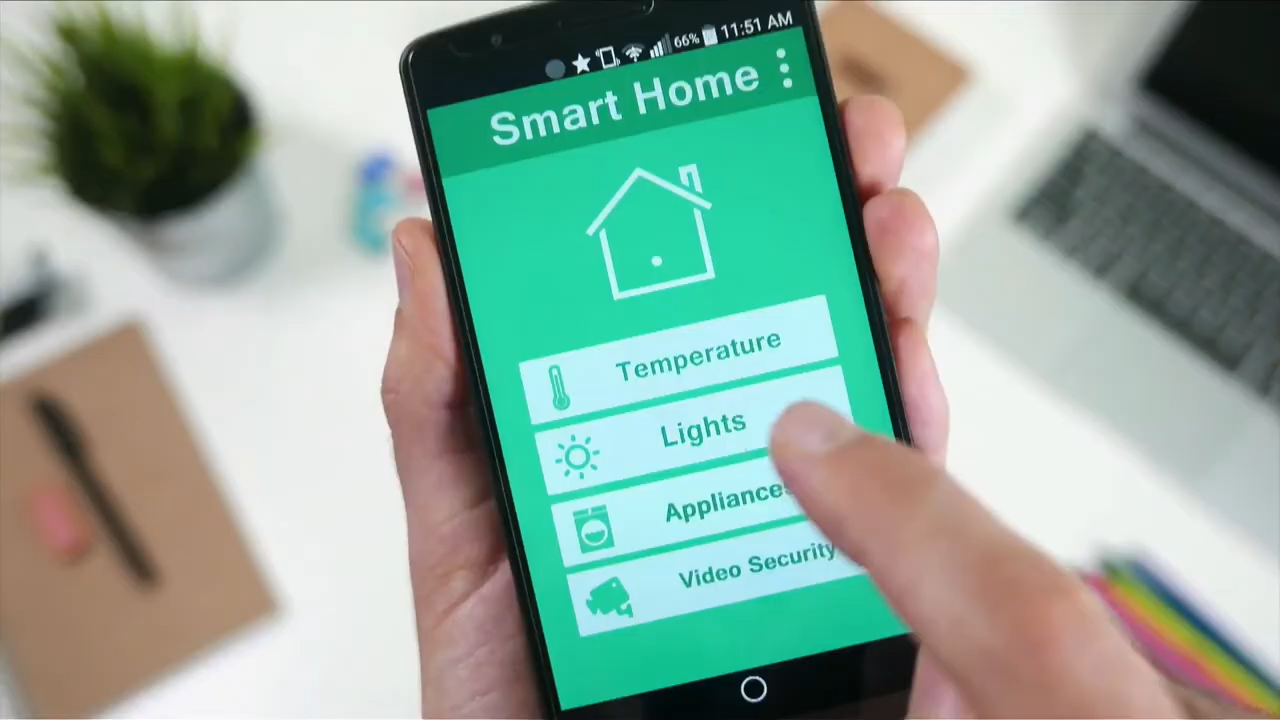 66% 11:51 AM
Smart Home
Temperature
Lights
Appliances
Video Security